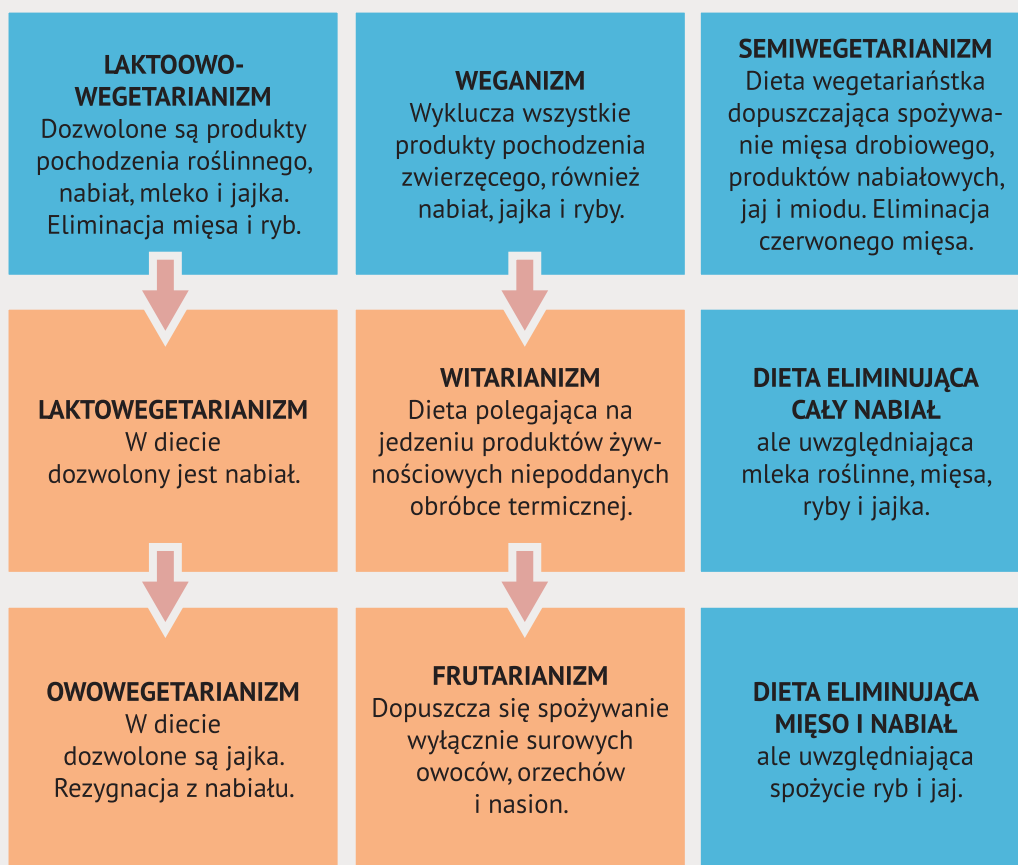 LAKTOOWO-
WEGETARIANIZM
Dozwolone są produkty
pochodzenia roślinnego,
nabiał, mleko i jajka.
Eliminacja mięsa i ryb.
WEGANIZM
Wyklucza wszystkie
produkty pochodzenia
zwierzęcego, również
nabiał, jajka i ryby.
SEMIWEGETARIANIZM
Dieta wegetariaństka
dopuszczająca spożywa-
nie mięsa drobiowego,
produktów nabiałowych,
jaj i miodu. Eliminacja
czerwonego mięsa.
LAKTOWEGETARIANIZM
W diecie
dozwolony jest nabiał.
WITARIANIZM
Dieta polegająca na
jedzeniu produktów żyw-
nościowych niepoddanych
obróbce termicznej.
DIETA ELIMINUJĄCA
CAŁY NABIAŁ
ale uwzględniająca
mleka roślinne, mięsa,
ryby i jajka.
OWOWEGETARIANIZM
W diecie
dozwolone są jajka.
Rezygnacja z nabiału.
FRUTARIANIZM
Dopuszcza się spożywanie
wyłącznie surowych
owoców, orzechów
i nasion.
DIETA ELIMINUJĄCA
MIĘSO I NABIAŁ
ale uwzględniająca
spożycie ryb i jaj.